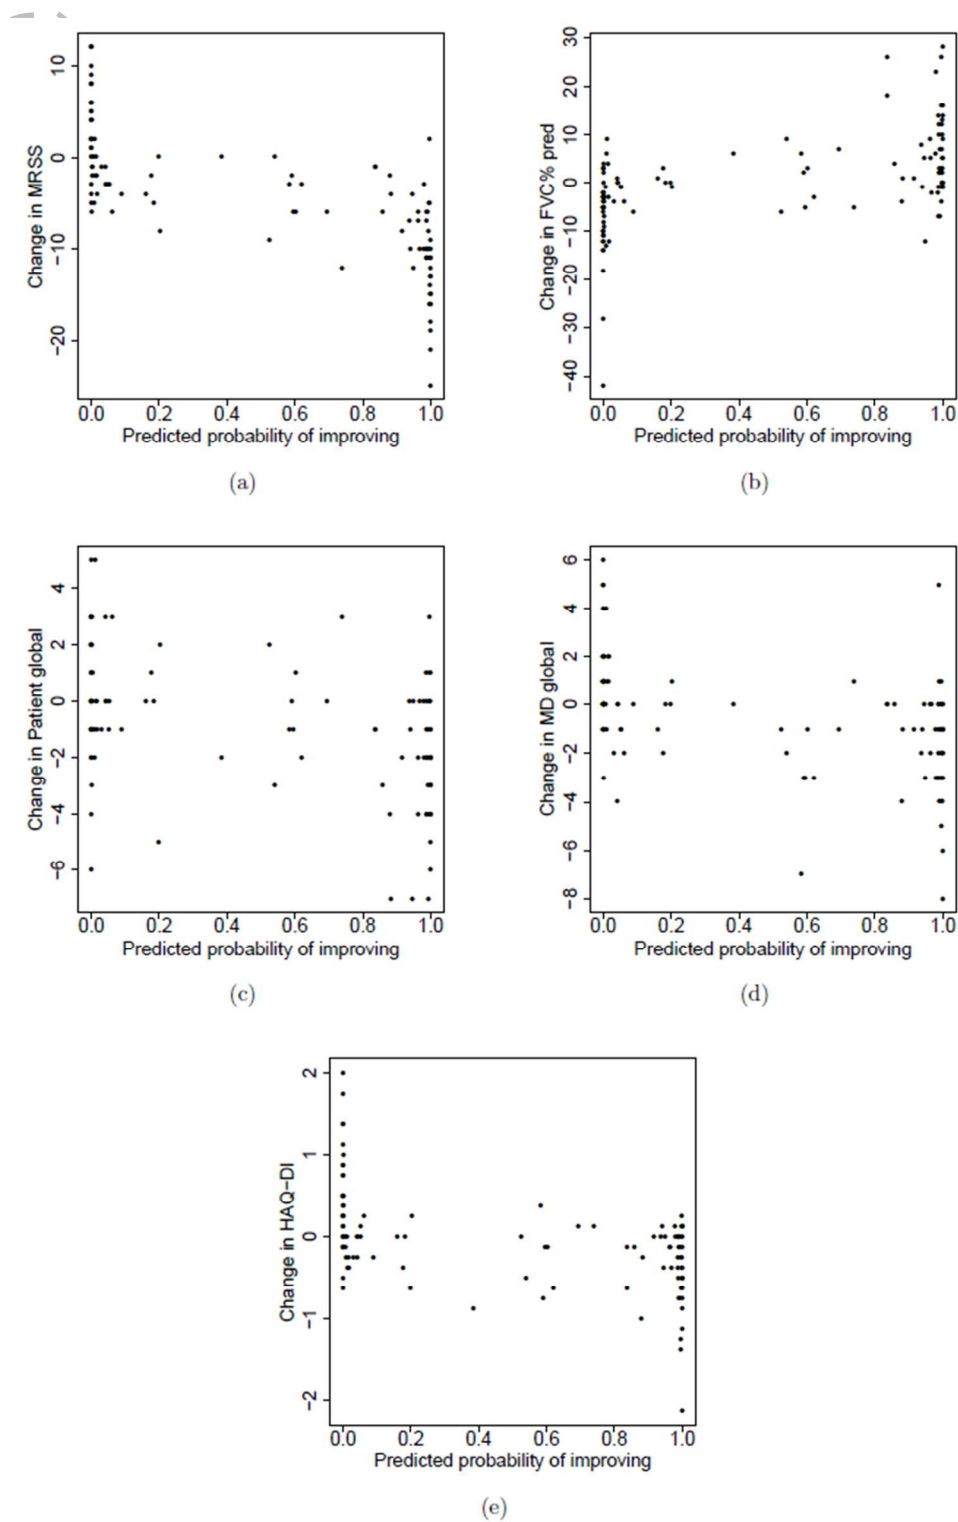 10
0
−10
−20
Change in MRSS
0.0 0.2 0.4 0.6 0.8 1.0
Predicted probability of improving
(a)
30
20
10
0
−10
−20
−30
−40
Change in FVC% pred
0.0 0.2 0.4 0.6 0.8 1.0
Predicted probability of improving
(b)
4
2
0
−2
−4
−6
Change in Patient global
0.0 0.2 0.4 0.6 0.8 1.0
Predicted probability of improving
(c)
6
4
2
0
−2
−4
−6
−8
Change in MD global
0.0 0.2 0.4 0.6 0.8 1.0
Predicted probability of improving
(d)
2
1
0
−1
−2
Change in HAQ−DI
0.0 0.2 0.4 0.6 0.8 1.0
Predicted probability of improving
(e)